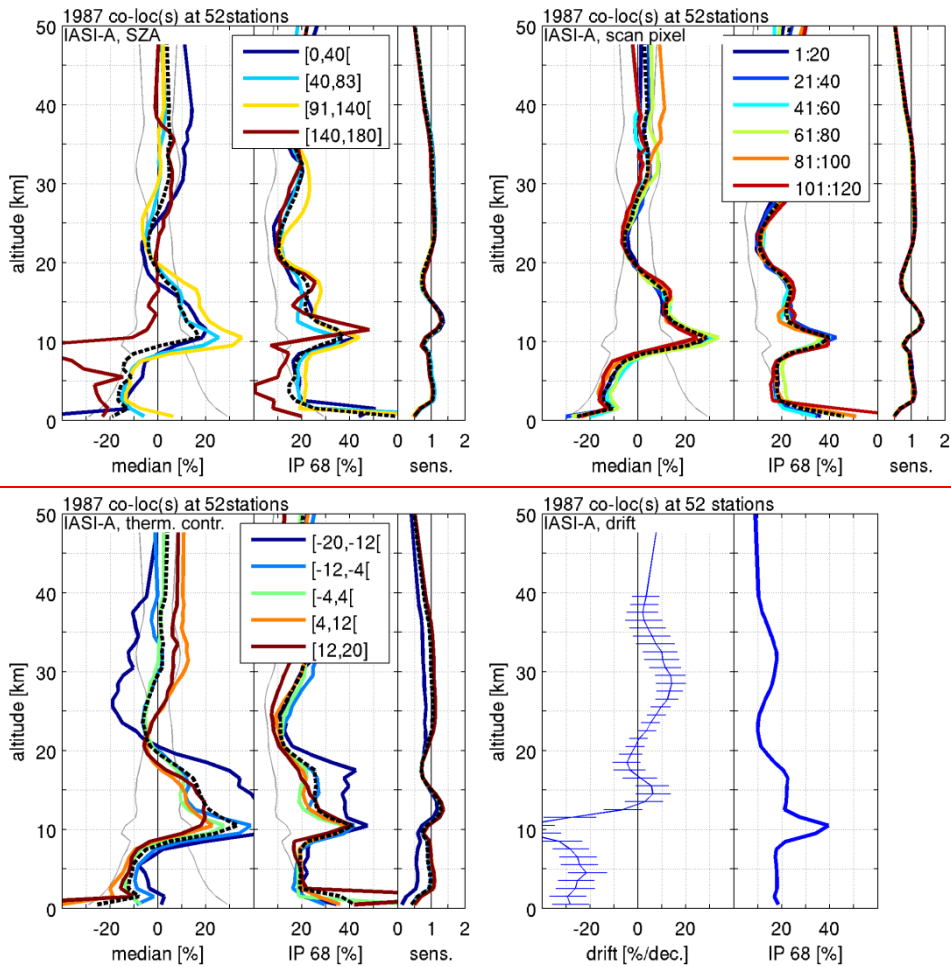 1987 co-loc(s) at 52stations
IASI-A, SZA
[0,40[
[40,83]
[91,140[
[140,180]
altitude [km]
50
40
30
20
10
0
-20 0 20
median [%]
20 40
IP 68 [%]
0 1 2
sens.
1987 co-loc(s) at 52stations
IASI-A, scan pixel
1:20
21:40
41:60
61:80
81:100
101:120
altitude [km]
50
40
30
20
10
0
-20 0 20
median [%]
20 40
IP 68 [%]
0 1 2
sens.
1987 co-loc(s) at 52stations
IASI-A, therm. contr.
[-20,-12[
[-12,-4[
[-4,4[
[4,12[
[12,20]
altitude [km]
50
40
30
20
10
0
-20 0 20
median [%]
20 40
IP 68 [%]
0 1 2
sens.
1987 co-loc(s) at 52 stations
IASI-A, drift
altitude [km]
50
40
30
20
10
0
-20 0 20
drift [%/dec.]
20 40
IP 68 [%]